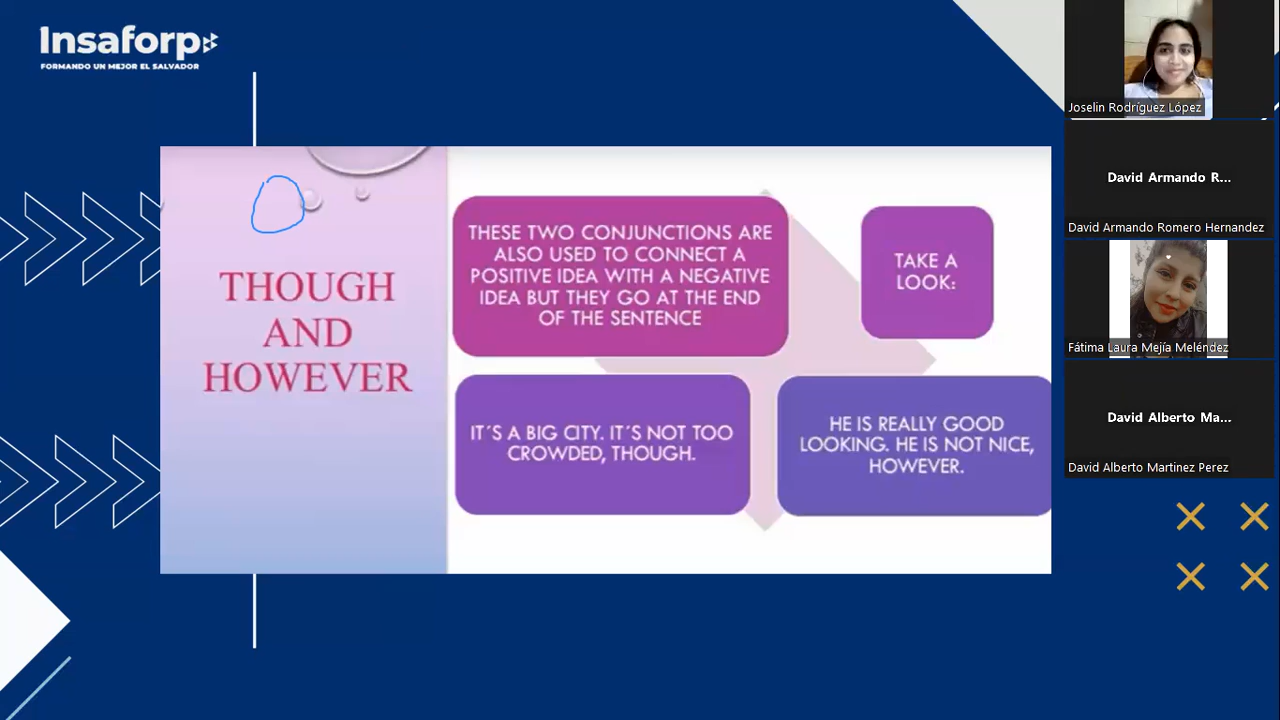 Insaforp
FORMANDO UN MEJOR EL SALVADOR
THOUGH
AND
HOWEVER
THESE TWO CONJUNCTIONS ARE
ALSO USED TO CONNECT A
POSITIVE IDEA WITH A NEGATIVE
IDEA BUT THEY GO AT THE END
OF THE SENTENCE
TAKE A
LOOK:
IT´S A BIG CITY. IT´S NOT TOO
CROWDED, THOUGH.
HE IS REALLY GOOD
LOOKING. HE IS NOT NICE,
HOWEVER.
Joselin Rodríguez López
David Armando R...
David Armando Romero Hernandez
Fátima Laura Mejía Meléndez
David Alberto Ma...
David Alberto Martinez Perez